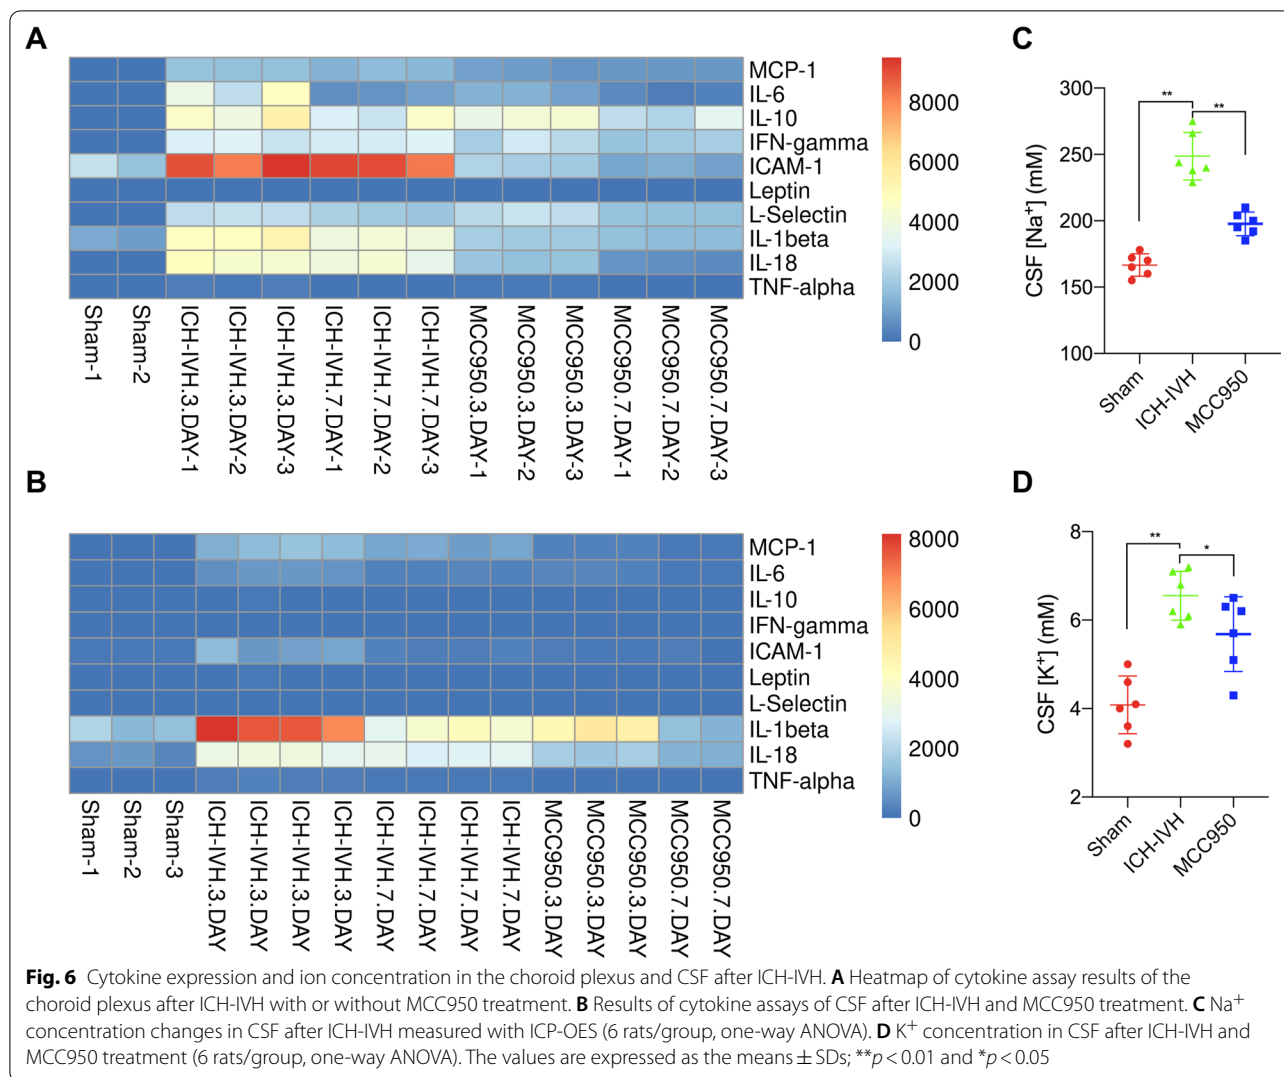 A
MCP-1
IL-6
IL-10
IFN-gamma
ICAM-1
Leptin
L-Selectin
IL-1beta
IL-18
TNF-alpha
8000
6000
4000
2000
0
Sham-1
Sham-2
ICH-IVH.3.DAY-1
ICH-IVH.3.DAY-2
ICH-IVH.3.DAY-3
ICH-IVH.7.DAY-1
ICH-IVH.7.DAY-2
ICH-IVH.7.DAY-3
MCC950.3.DAY-1
MCC950.3.DAY-2
MCC950.3.DAY-3
MCC950.7.DAY-1
MCC950.7.DAY-2
MCC950.7.DAY-3
B
MCP-1
IL-6
IL-10
IFN-gamma
ICAM-1
Leptin
L-Selectin
IL-1beta
IL-18
TNF-alpha
8000
6000
4000
2000
0
Sham-1
Sham-2
Sham-3
ICH-IVH.3.DAY
ICH-IVH.3.DAY
ICH-IVH.3.DAY
ICH-IVH.3.DAY
ICH-IVH.7.DAY
ICH-IVH.7.DAY
ICH-IVH.7.DAY
ICH-IVH.7.DAY
MCC950.3.DAY
MCC950.3.DAY
MCC950.3.DAY
MCC950.7.DAY
MCC950.7.DAY
C
CSF [Na⁺] (mM)
300
250
200
150
100
**
**
Sham
ICH-IVH
MCC950
D
CSF [K⁺] (mM)
8
6
4
2
**
*
Sham
ICH-IVH
MCC950
Fig. 6 Cytokine expression and ion concentration in the choroid plexus and CSF after ICH-IVH. A Heatmap of cytokine assay results of the
choroid plexus after ICH-IVH with or without MCC950 treatment. B Results of cytokine assays of CSF after ICH-IVH and MCC950 treatment. C Na⁺
concentration changes in CSF after ICH-IVH measured with ICP-OES (6 rats/group, one-way ANOVA). D K⁺ concentration in CSF after ICH-IVH and
MCC950 treatment (6 rats/group, one-way ANOVA). The values are expressed as the means ± SDs; **p < 0.01 and *p < 0.05